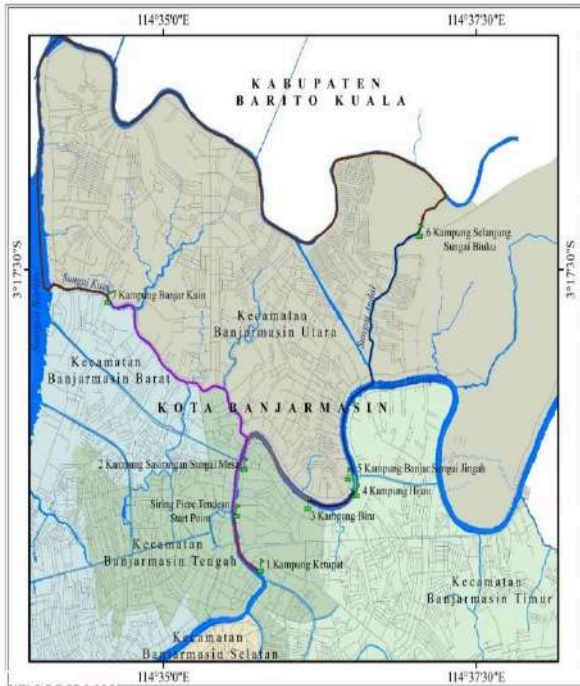 114°35'0"E
114°37'30"E
KABUPATEN
BARITO KUALA
6 Kampung Selanjung
Sungai Biuku
3°17'30"S
3°17'30"S
Sungai Kuin
7 Kampung Banjar Kuin
Kecamatan
Banjarmasin Utara
Sungai Andai
Kecamatan
Banjarmasin Barat
KOTA BANJARMASIN
2 Kampung Sasirangan Sungai Mesa
5 Kampung Banjar Sungai Jingah
4 Kampung Hijau
Siring Piere Tendean
Start Point
3 Kampung Biru
Kecamatan
Banjarmasin Tengah
1 Kampung Ketupat
Kecamatan
Banjarmasin Timur
Kecamatan
Banjarmasin Selatan
114°35'0"E
114°37'30"E